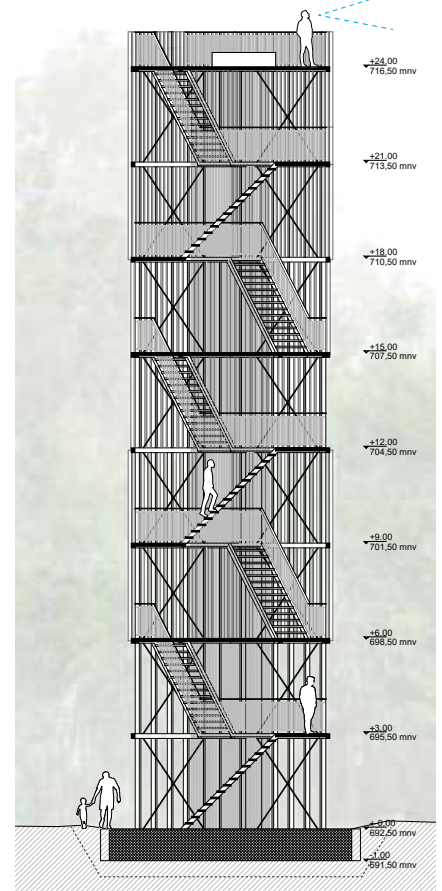 +24,00
716,50 mnv
+21,00
713,50 mnv
+18,00
710,50 mnv
+15,00
707,50 mnv
+12,00
704,50 mnv
+9,00
701,50 mnv
+6,00
698,50 mnv
+3,00
695,50 mnv
±0,00
692,50 mnv
-1,00
691,50 mnv